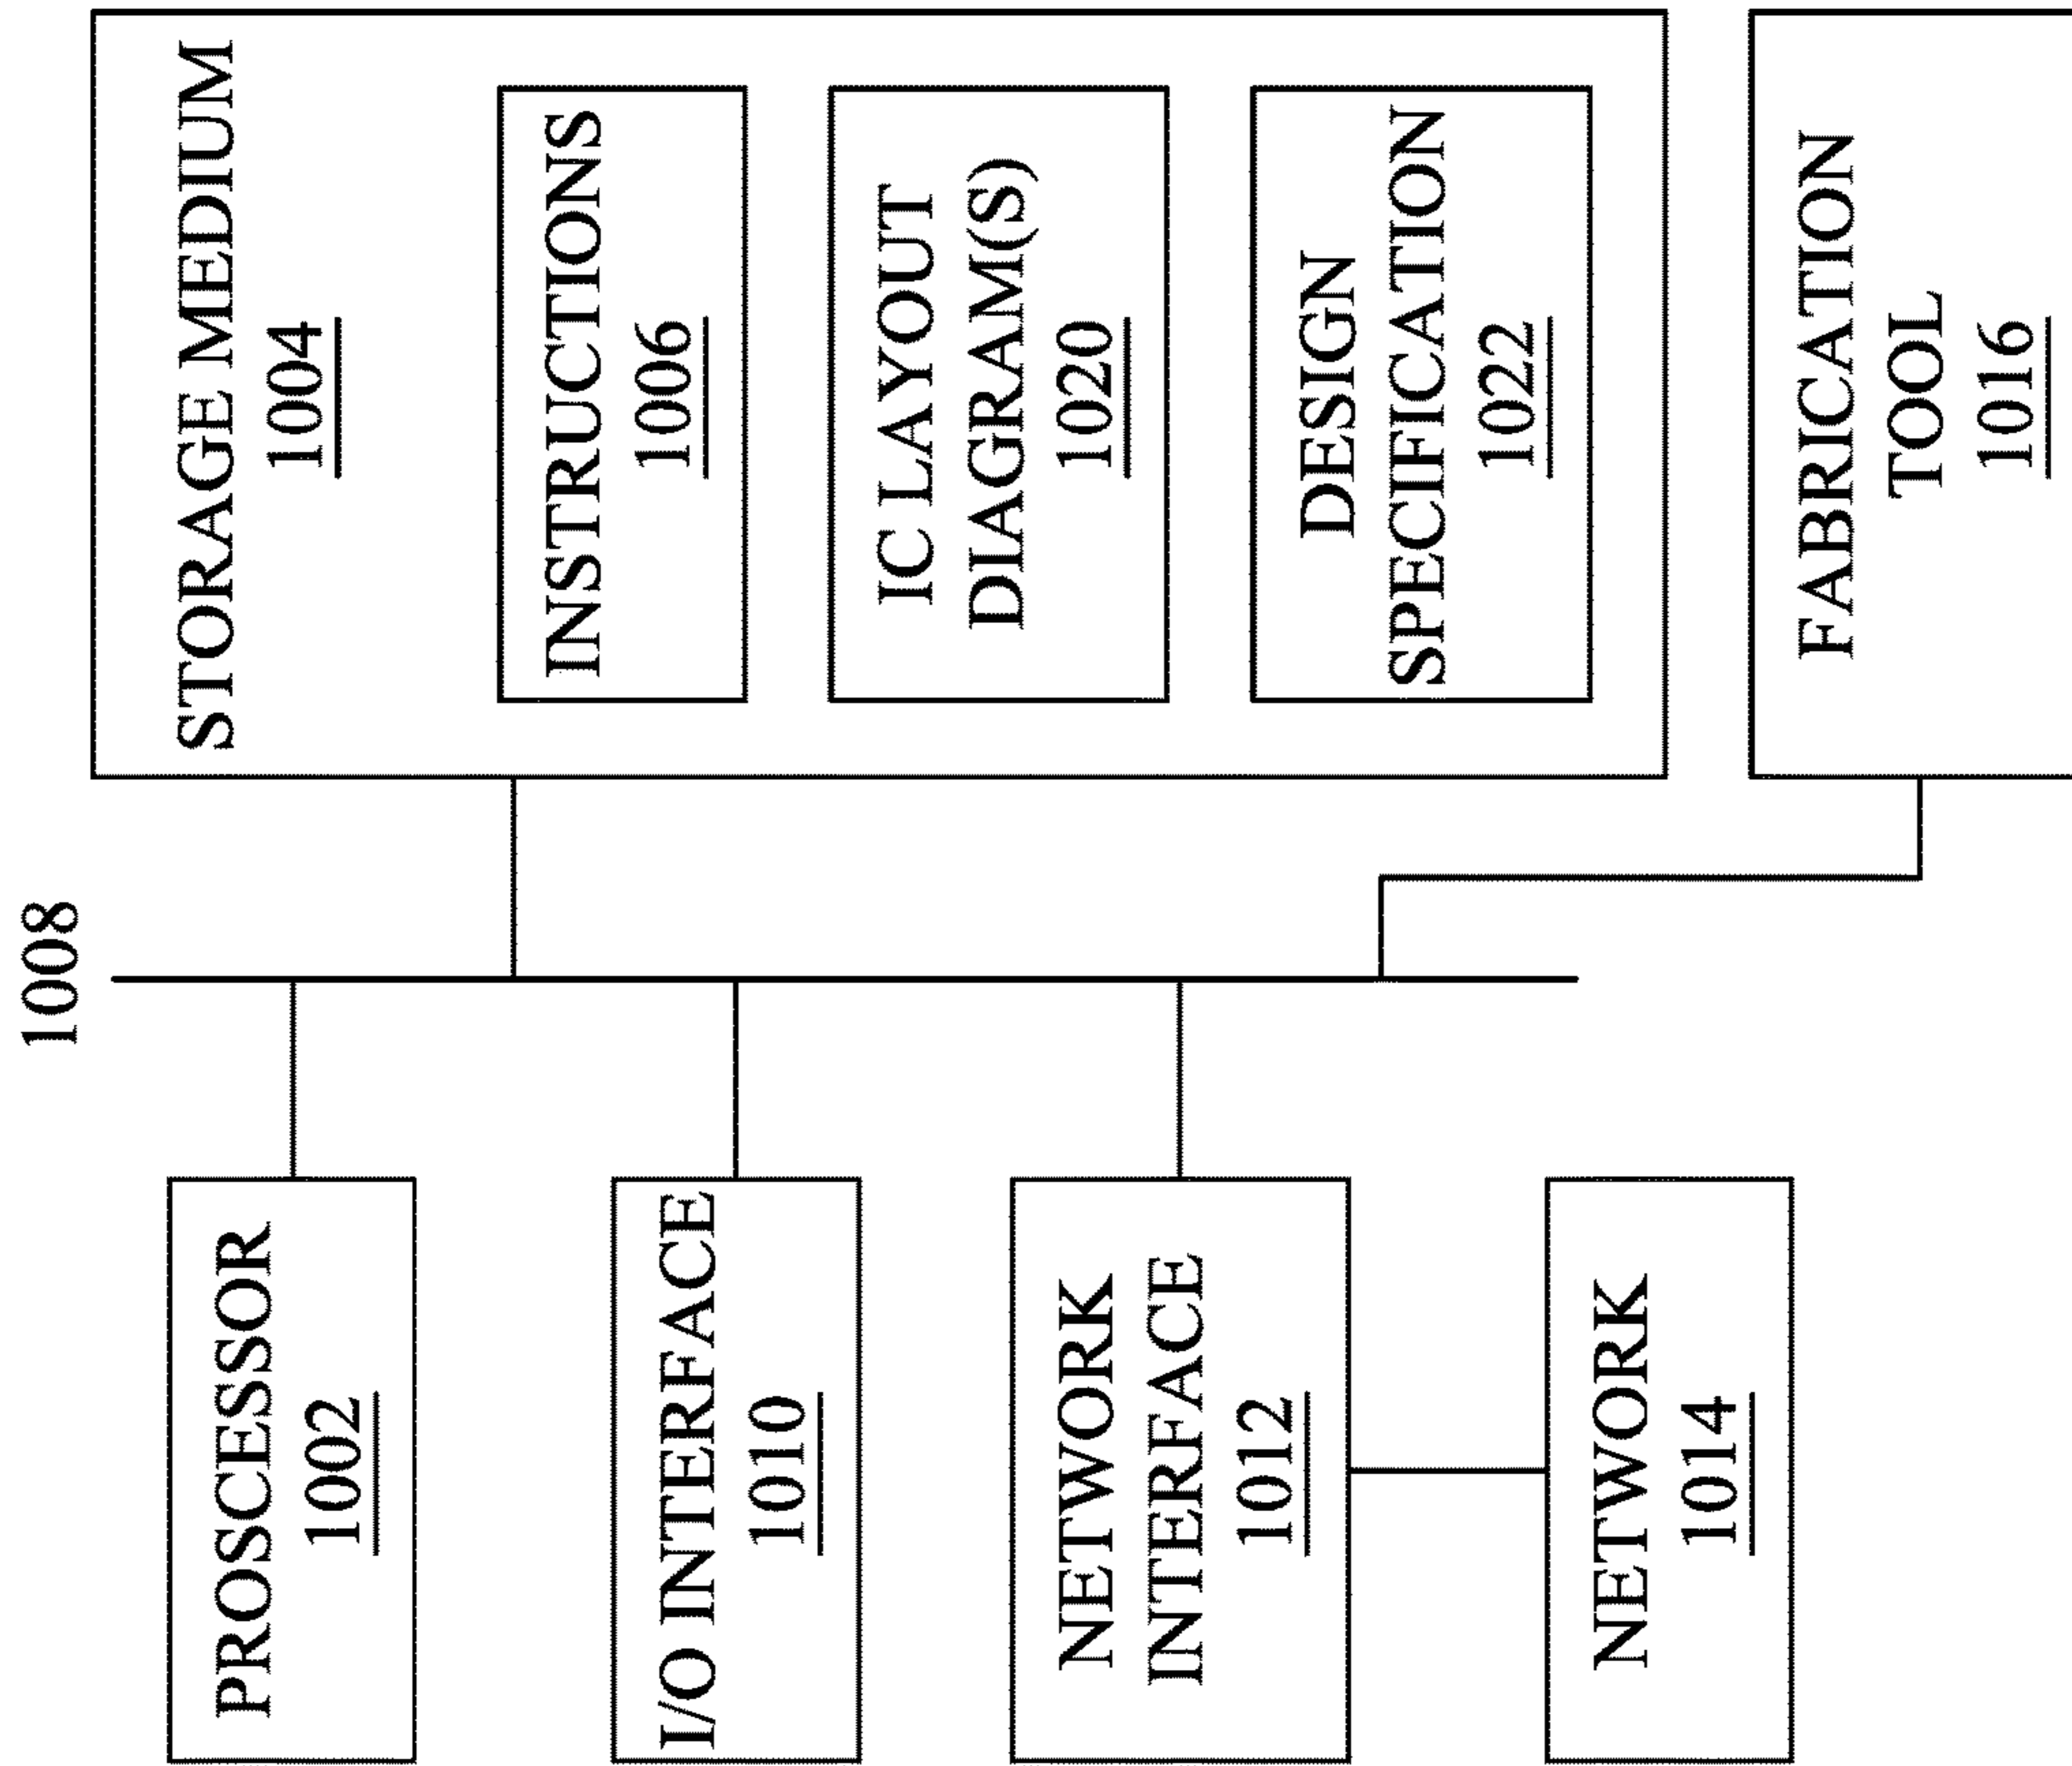 1008
PROSCESSOR
1002
I/O INTERFACE
1010
NETWORK
INTERFACE
1012
NETWORK
1014
STORAGE MEDIUM
1004
INSTRUCTIONS
1006
IC LAYOUT
DIAGRAM(S)
1020
DESIGN
SPECIFICATION
1022
FABRICATION
TOOL
1016